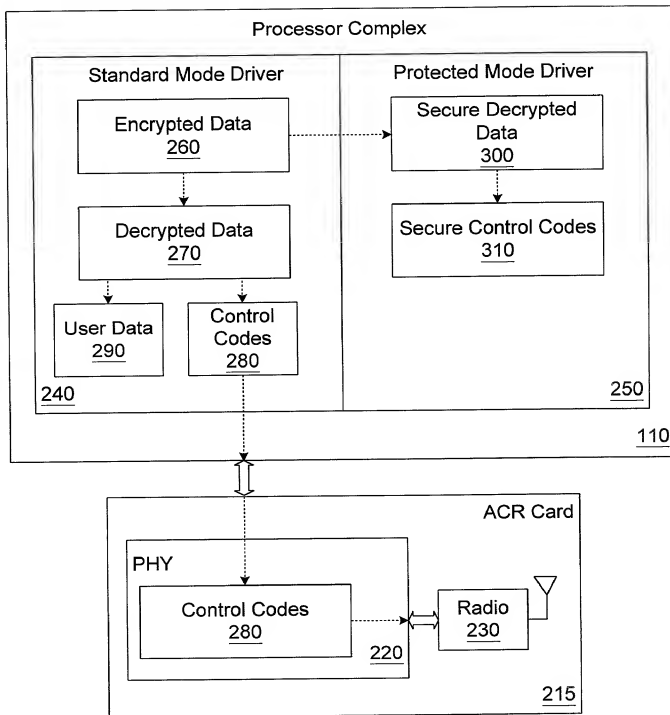 Processor Complex
Standard Mode Driver
Protected Mode Driver
Encrypted Data
260
Secure Decrypted
Data
300
Decrypted Data
270
Secure Control Codes
310
User Data
290
Control
Codes
280
240
250
110
ACR Card
PHY
Control Codes
280
Radio
230
220
215